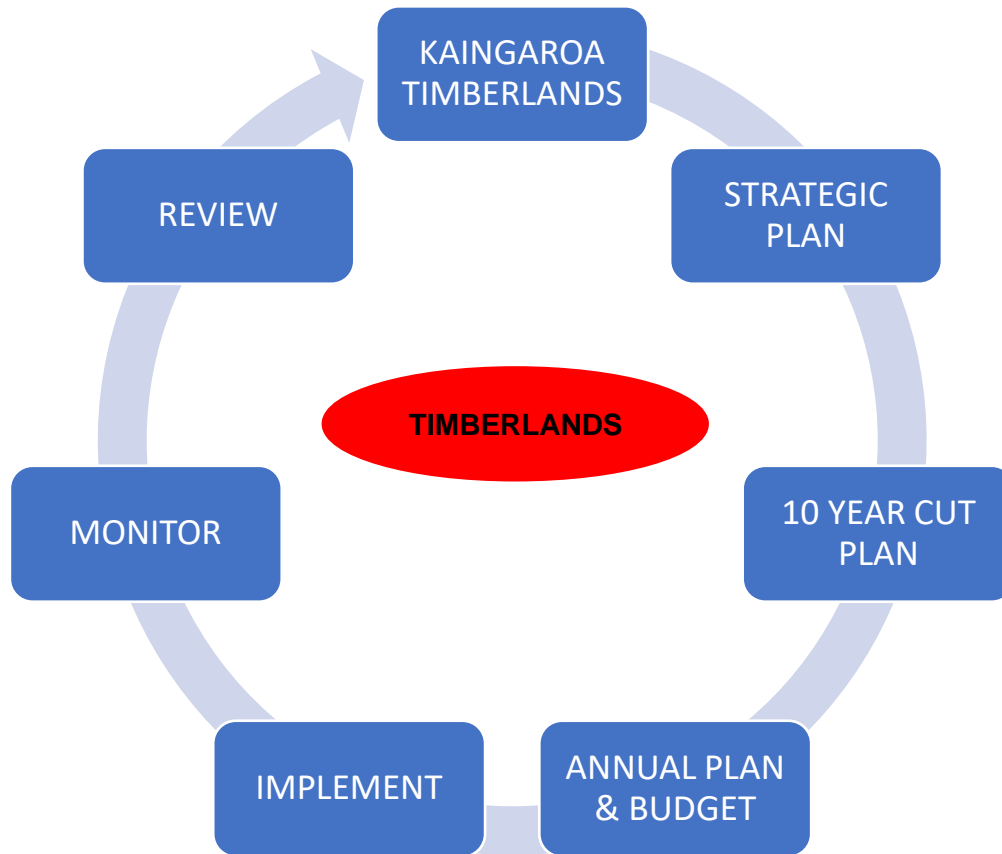 KAINGAROA
TIMBERLANDS
STRATEGIC
PLAN
10 YEAR CUT
PLAN
ANNUAL PLAN
& BUDGET
IMPLEMENT
MONITOR
REVIEW
TIMBERLANDS